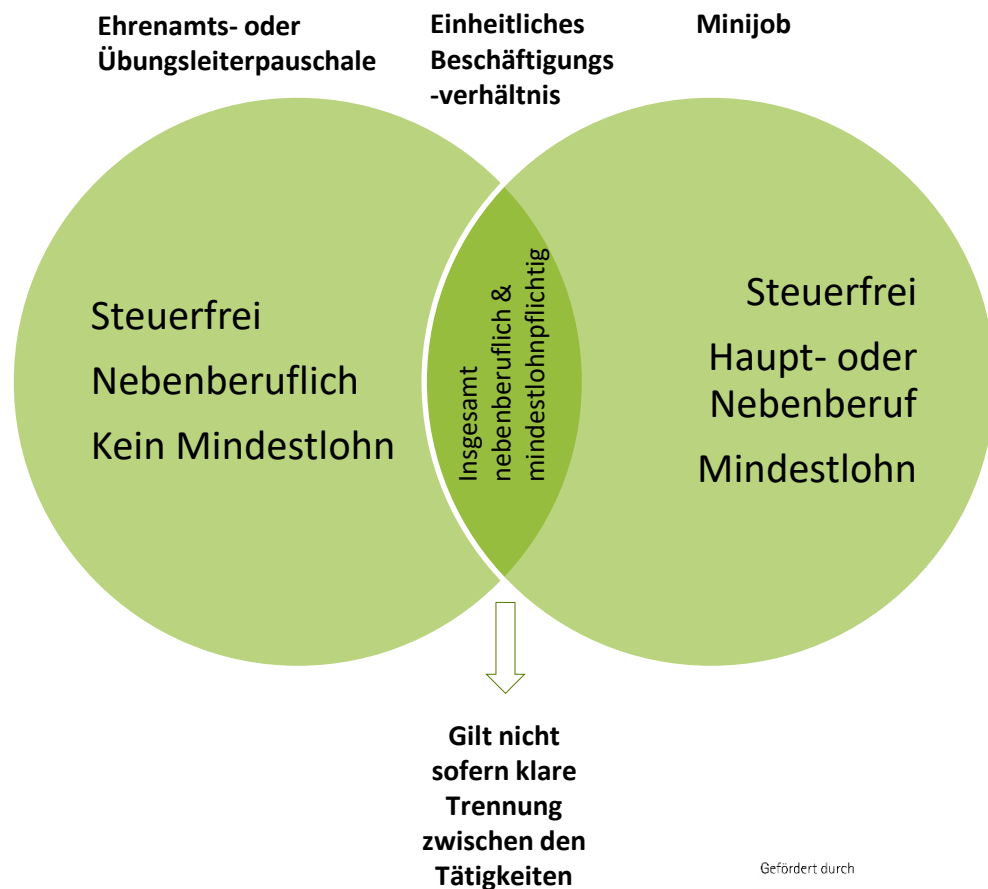 Ehrenamts- oder
Übungsleiterpauschale
Einheitliches
Beschäftigungs
-verhältnis
Minijob
Steuerfrei
Nebenberuflich
Kein Mindestlohn
Insgesamt
nebenberuflich &
mindestlohnpflichtig
Steuerfrei
Haupt- oder
Nebenberuf
Mindestlohn
Gilt nicht
sofern klare
Trennung
zwischen den
Tätigkeiten
Gefördert durch